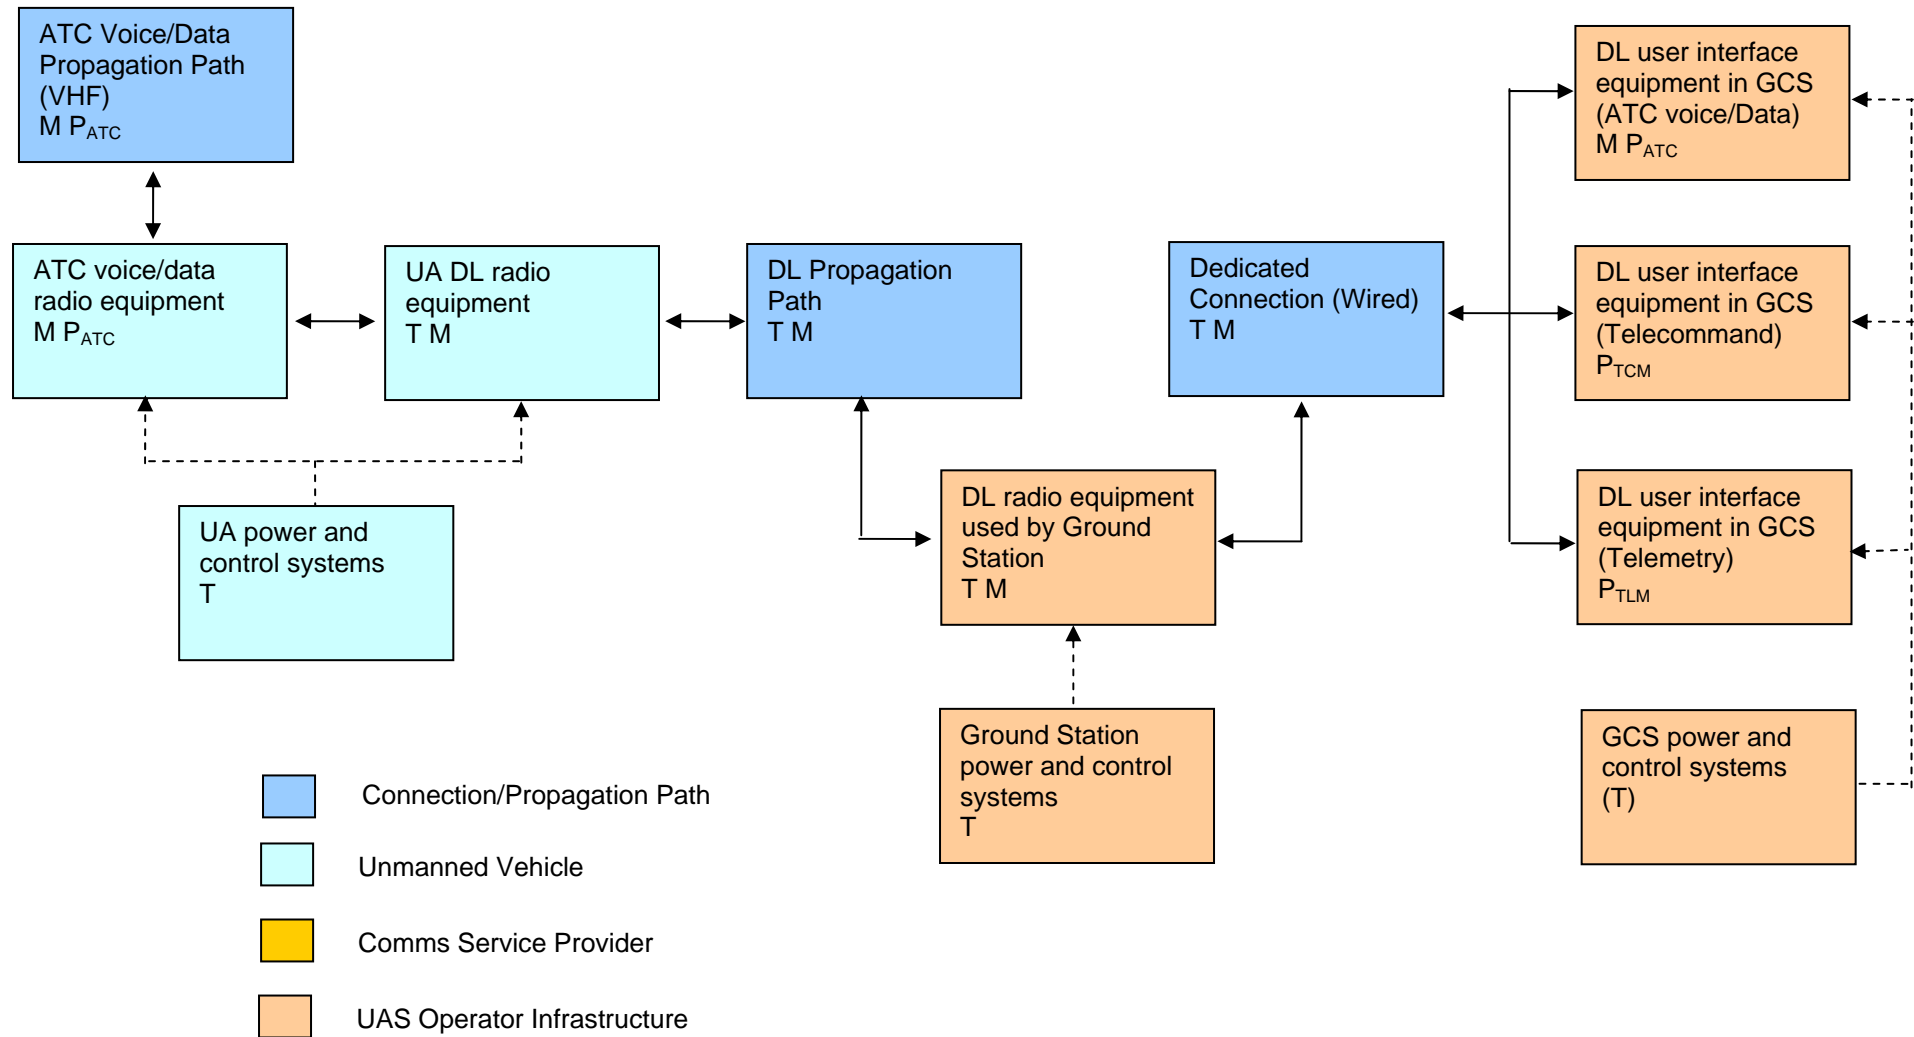 ATC Voice/Data
Propagation Path
(VHF)
M PATC
ATC voice/data
radio equipment
M PATC
UA DL radio
equipment
T M
DL Propagation
Path
T M
Dedicated
Connection (Wired)
T M
DL user interface
equipment in GCS
(ATC voice/Data)
M PATC
DL user interface
equipment in GCS
(Telecommand)
PTCM
DL user interface
equipment in GCS
(Telemetry)
PTLM
UA power and
control systems
T
DL radio equipment
used by Ground
Station
T M
Ground Station
power and control
systems
T
GCS power and
control systems
(T)
Connection/Propagation Path
Unmanned Vehicle
Comms Service Provider
UAS Operator Infrastructure